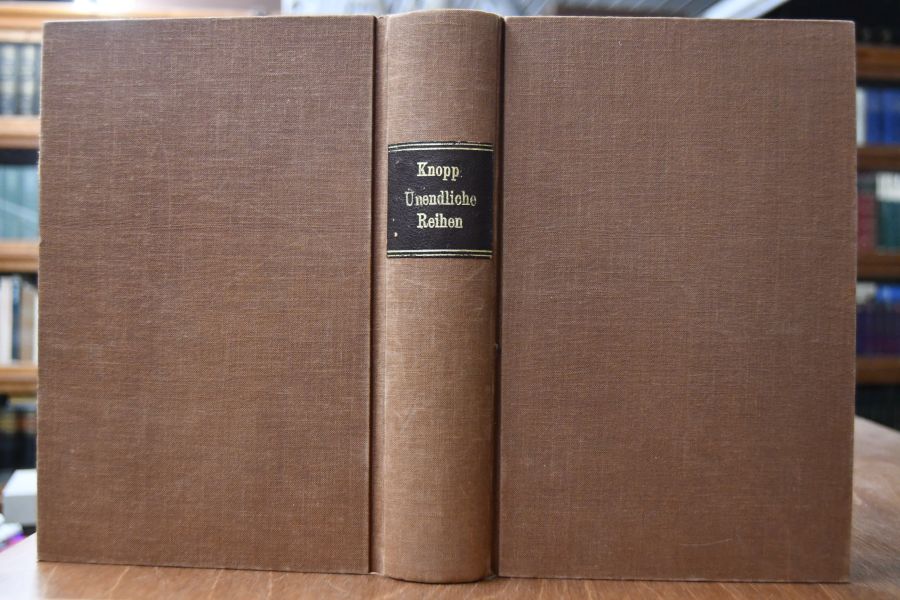 Knopp.
Unendliche
Reihen